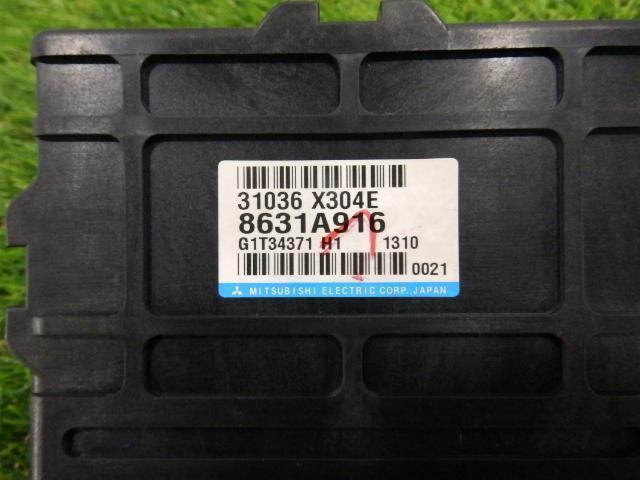 31036 X304E
8631A916
G1T34371 H1 1310
0021
MITSUBISHI ELECTRIC CORP., JAPAN